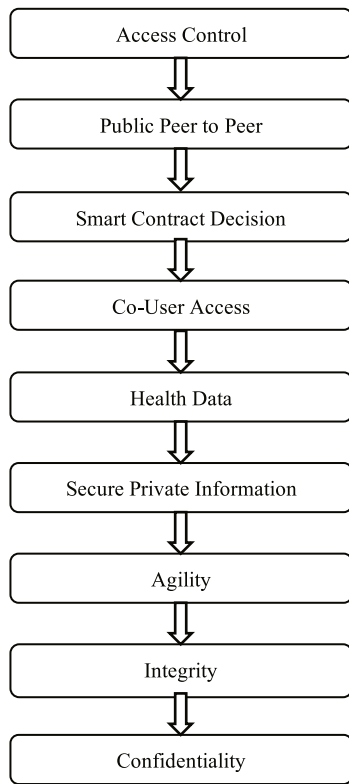 Access Control
Public Peer to Peer
Smart Contract Decision
Co-User Access
Health Data
Secure Private Information
Agility
Integrity
Confidentiality